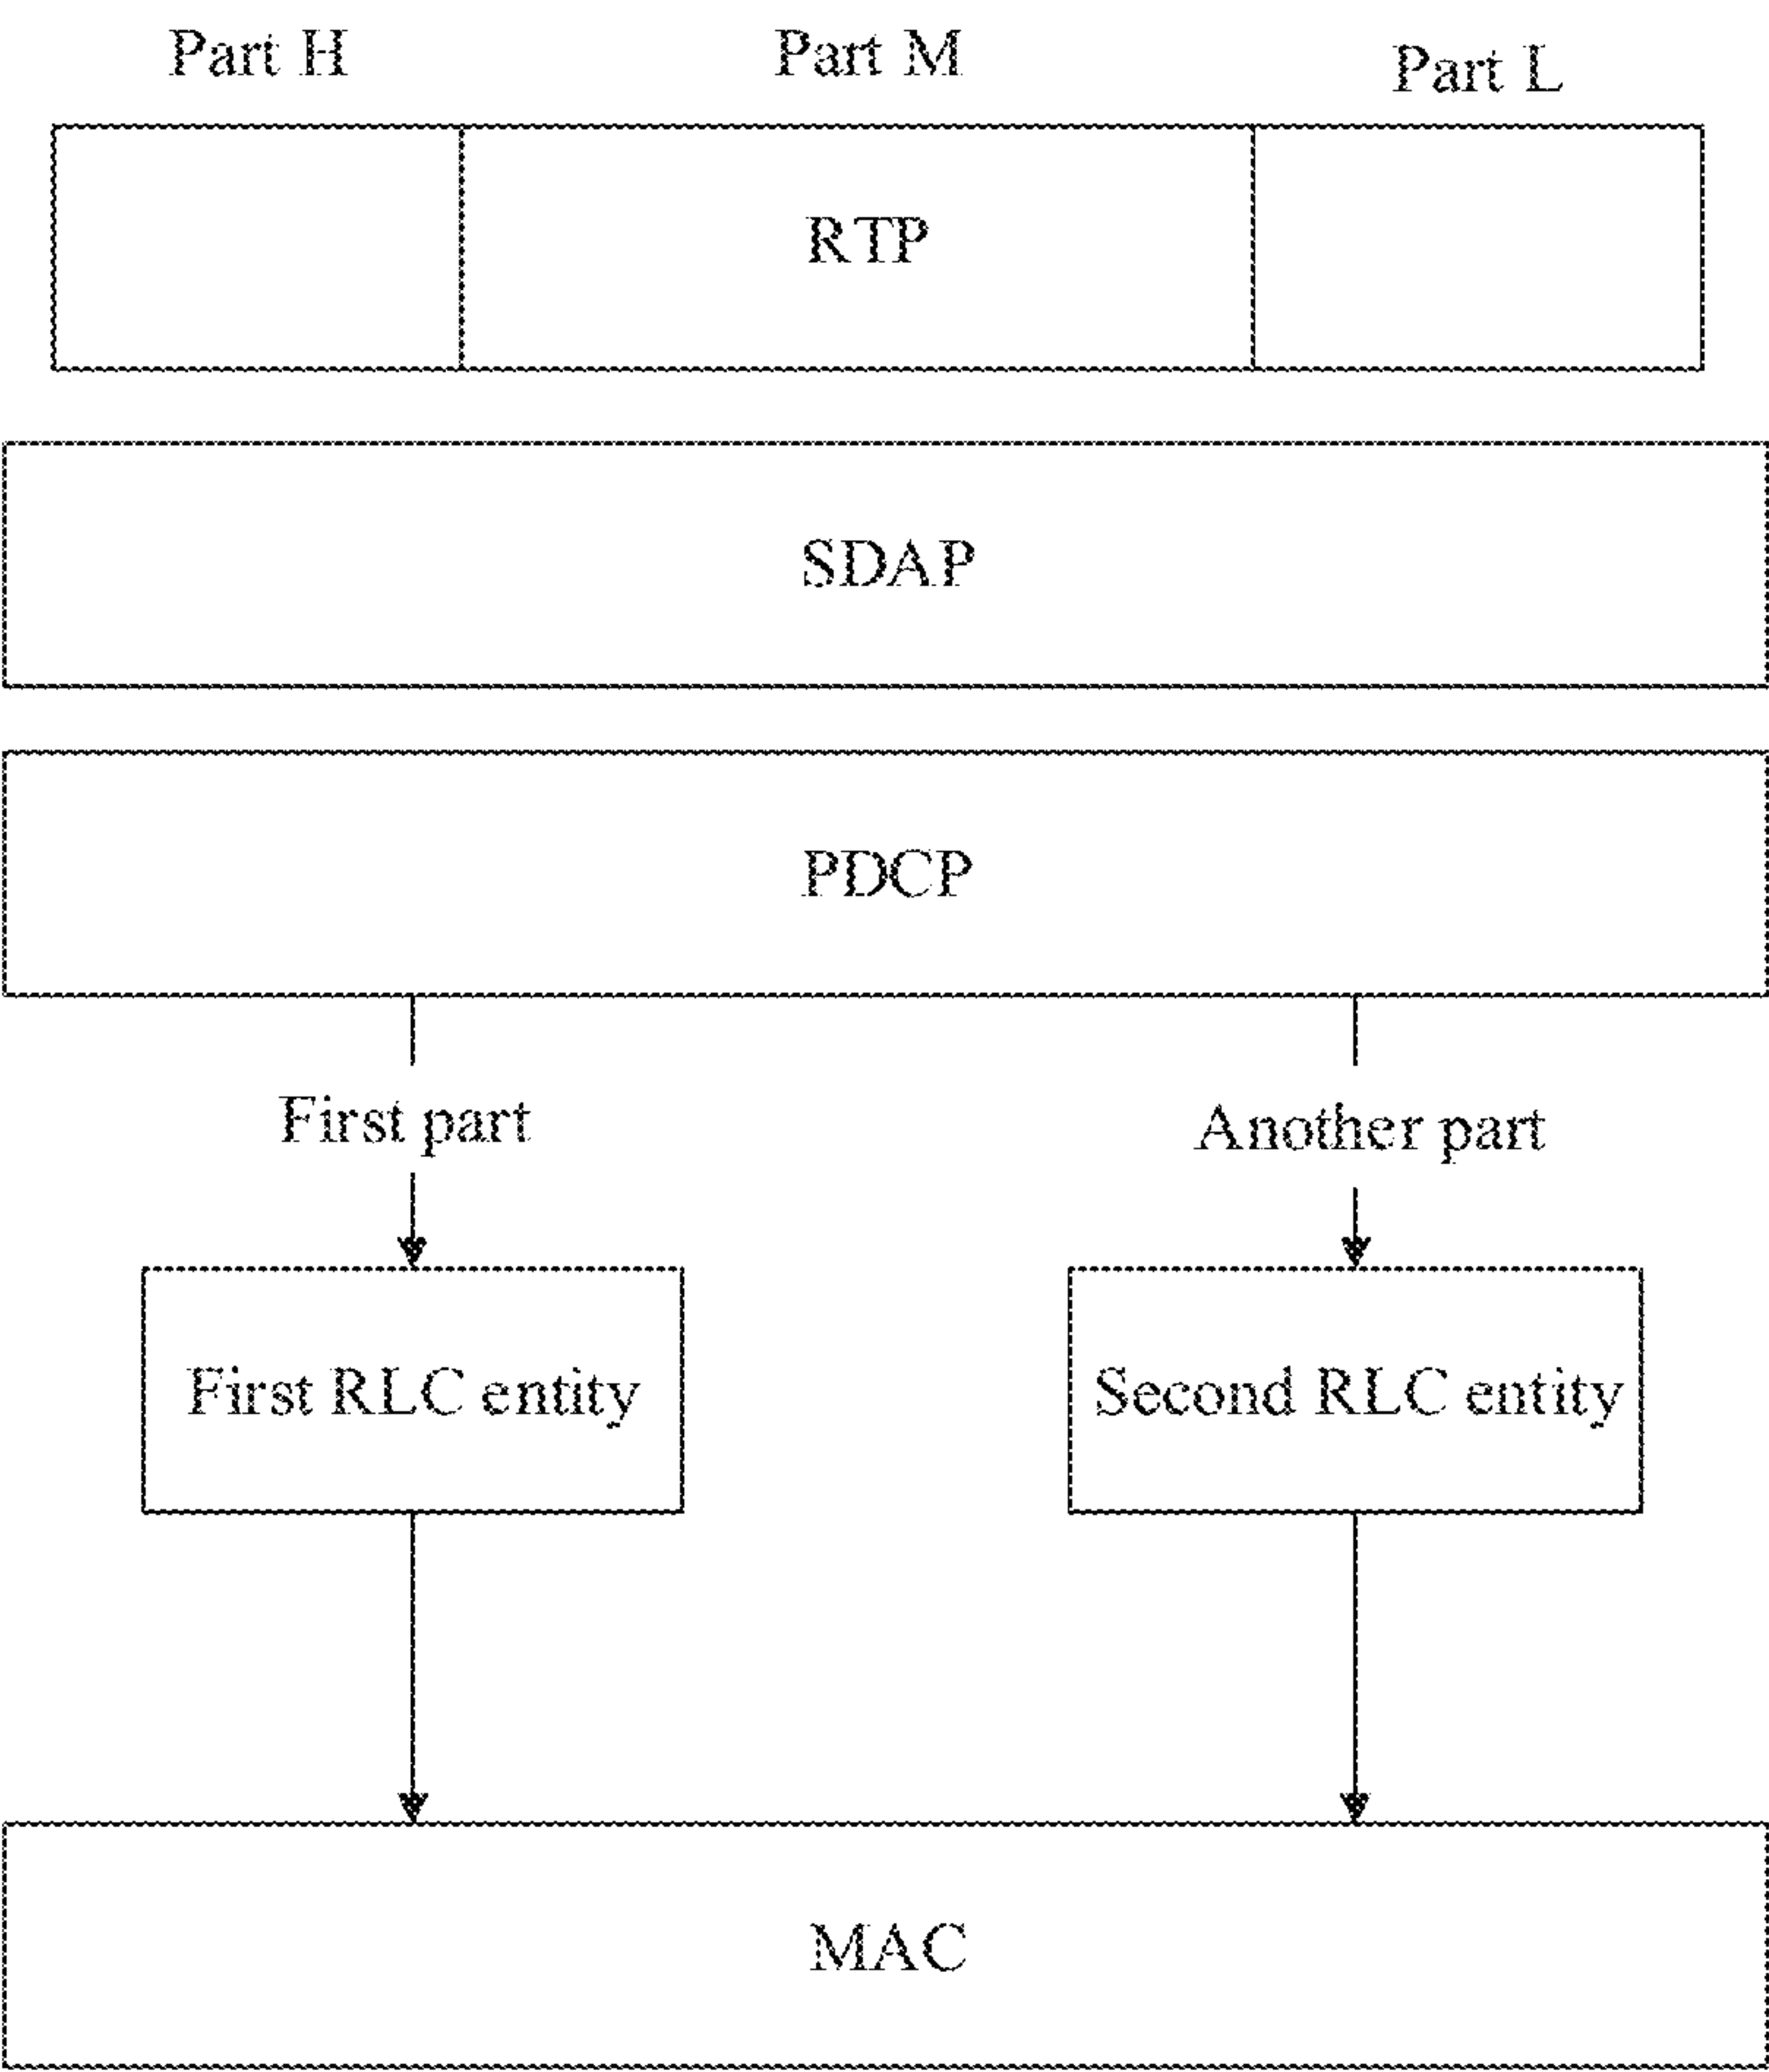 Part H
Part M
Part L
RTP
SDAP
PDCP
First part
Another part
First RLC entity
Second RLC entity
MAC